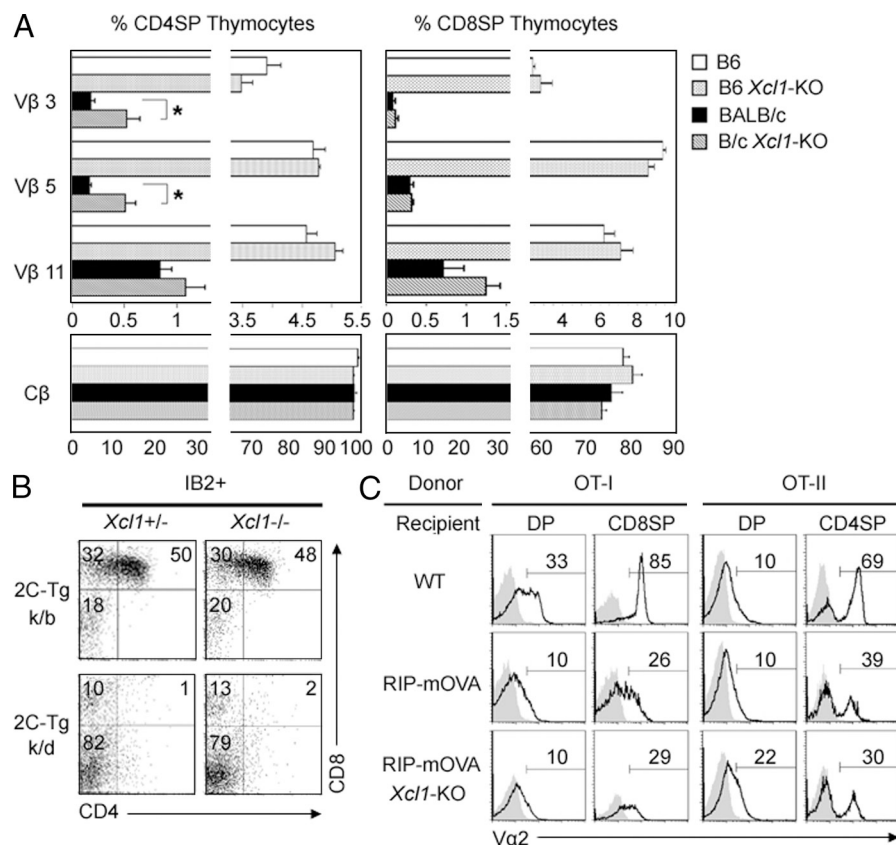 A
% CD4SP Thymocytes
% CD8SP Thymocytes
B6
B6 Xcl1-KO
BALB/c
B/c Xcl1-KO
Vβ 3
*
Vβ 5
*
Vβ 11
0 0.5 1 3.5 4.5 5.5
0 0.5 1 1.5 4 6 8 10
Cβ
0 10 20 30 70 80 90 100
0 10 20 30 60 70 80 90
B
IB2+
Xcl1+/- Xcl1-/-
2C-Tg
k/b
32 50
18
30 48
20
2C-Tg
k/d
10 1
82
13 2
79
CD4
CD8
C
Donor OT-I OT-II
Recipient DP CD8SP DP CD4SP
WT 33 85 10 69
RIP-mOVA 10 26 10 39
RIP-mOVA
Xcl1-KO
10 29 22 30
Vα2